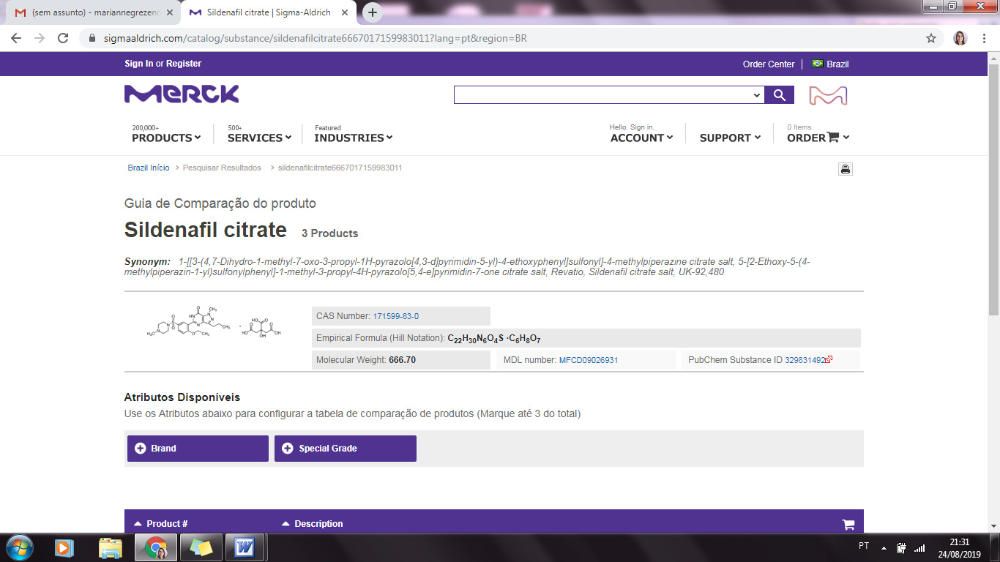 (sem assunto) - mariannegrezend
Sildenafil citrate | Sigma-Aldrich
sigmaaldrich.com/catalog/substance/sildenafilcitrate6667017159983011?lang=pt&region=BR
Sign In or Register
Order Center
Brazil
MERCK
200,000+
PRODUCTS
500+
SERVICES
Featured
INDUSTRIES
Hello. Sign in.
ACCOUNT
SUPPORT
0 Items
ORDER
Brazil Início > Pesquisar Resultados > sildenafilcitrate6667017159983011
Guia de Comparação do produto
Sildenafil citrate 3 Products
Synonym: 1-[[3-(4,7-Dihydro-1-methyl-7-oxo-3-propyl-1H-pyrazolo[4,3-d]pyrimidin-5-yl)-4-ethoxyphenyl]sulfonyl]-4-methylpiperazine citrate salt, 5-[2-Ethoxy-5-(4-
methylpiperazin-1-yl)sulfonylphenyl]-1-methyl-3-propyl-4H-pyrazolo[5,4-e]pyrimidin-7-one citrate salt, Revatio, Sildenafil citrate salt, UK-92,480
CAS Number: 171599-83-0
Empirical Formula (Hill Notation): C22H30N6O4S ·C6H8O7
Molecular Weight: 666.70
MDL number: MFCD09026931
PubChem Substance ID 329831492
Atributos Disponíveis
Use os Atributos abaixo para configurar a tabela de comparação de produtos (Marque até 3 do total)
Brand
Special Grade
Product #
Description
PT
21:31
24/08/2019